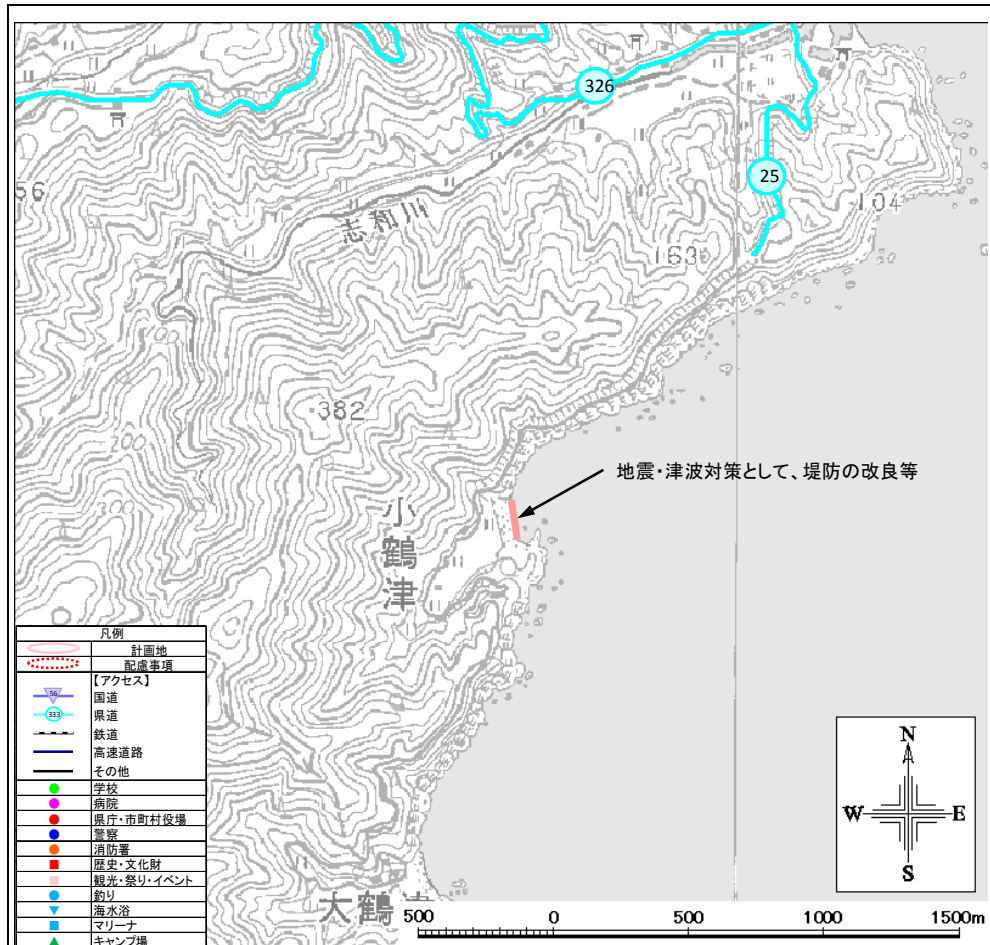 326
25
56
104
志和川
163
382
200
300
地震・津波対策として、堤防の改良等
小鶴津
大鶴津
凡例
計画地
配慮事項
【アクセス】
56 国道
333 県道
鉄道
高速道路
その他
学校
病院
県庁・市町村役場
警察
消防署
歴史・文化財
観光・祭り・イベント
釣り
海水浴
マリーナ
キャンプ場
N
W E
S
500 0 500 1000 1500m